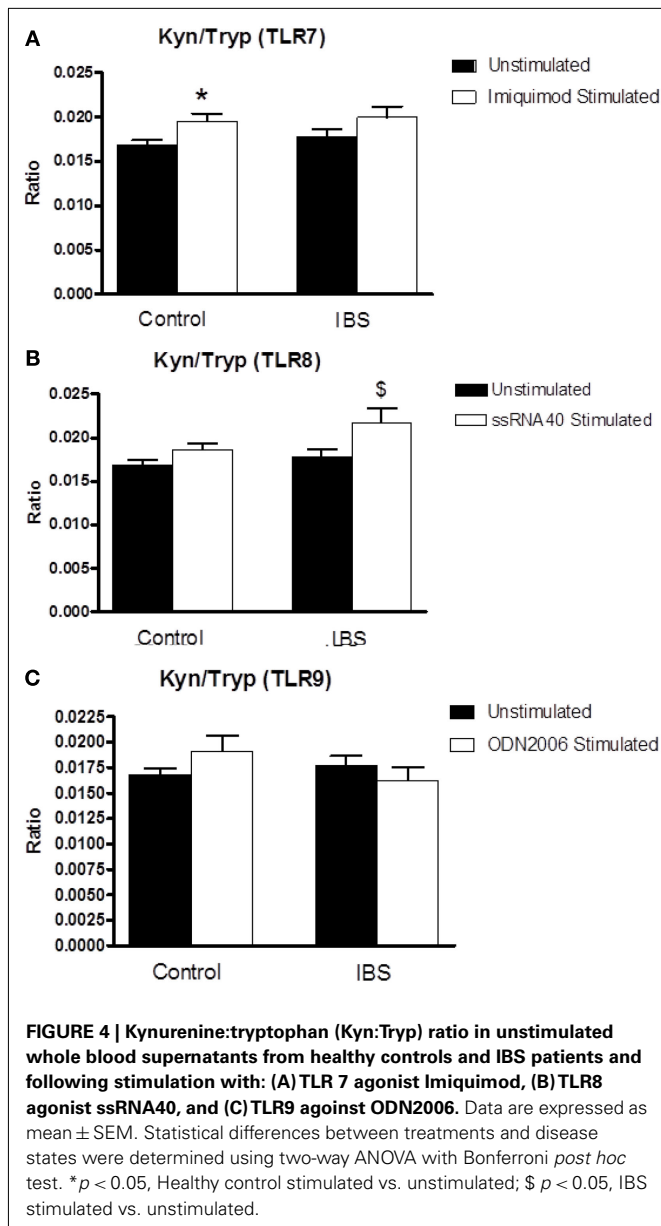 A
Kyn/Tryp (TLR7)
0.025
0.020
0.015
0.010
0.005
0.000
Ratio
*
Control
IBS
Unstimulated
Imiquimod Stimulated
B
Kyn/Tryp (TLR8)
0.025
0.020
0.015
0.010
0.005
0.000
Ratio
$
Control
IBS
Unstimulated
ssRNA40 Stimulated
C
Kyn/Tryp (TLR9)
0.0225
0.0200
0.0175
0.0150
0.0125
0.0100
0.0075
0.0050
0.0025
0.0000
Ratio
Control
IBS
Unstimulated
ODN2006 Stimulated
FIGURE 4 | Kynurenine:tryptophan (Kyn:Tryp) ratio in unstimulated
whole blood supernatants from healthy controls and IBS patients and
following stimulation with: (A) TLR 7 agonist Imiquimod, (B) TLR8
agonist ssRNA40, and (C) TLR9 against ODN2006. Data are expressed as
mean ± SEM. Statistical differences between treatments and disease
states were determined using two-way ANOVA with Bonferroni post hoc
test. *p < 0.05, Healthy control stimulated vs. unstimulated; $ p < 0.05, IBS
stimulated vs. unstimulated.